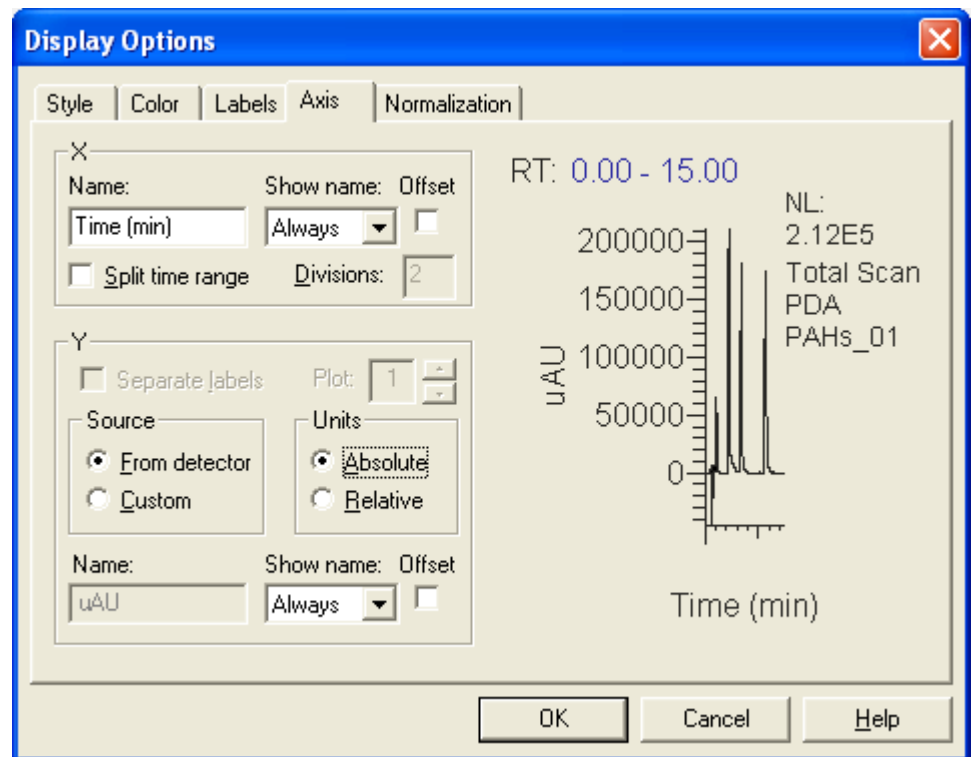 Display Options
Style Color Labels Axis Normalization
X
Name: Show name: Offset
Time (min) Always
Split time range Divisions: 2
Y
Separate labels Plot: 1
Source Units
From detector Absolute
Custom Relative
Name: Show name: Offset
uAU Always
RT: 0.00 - 15.00
NL:
2.12E5
Total Scan
PDA
PAHs_01
200000
150000
100000
50000
0
uAU
Time (min)
OK Cancel Help